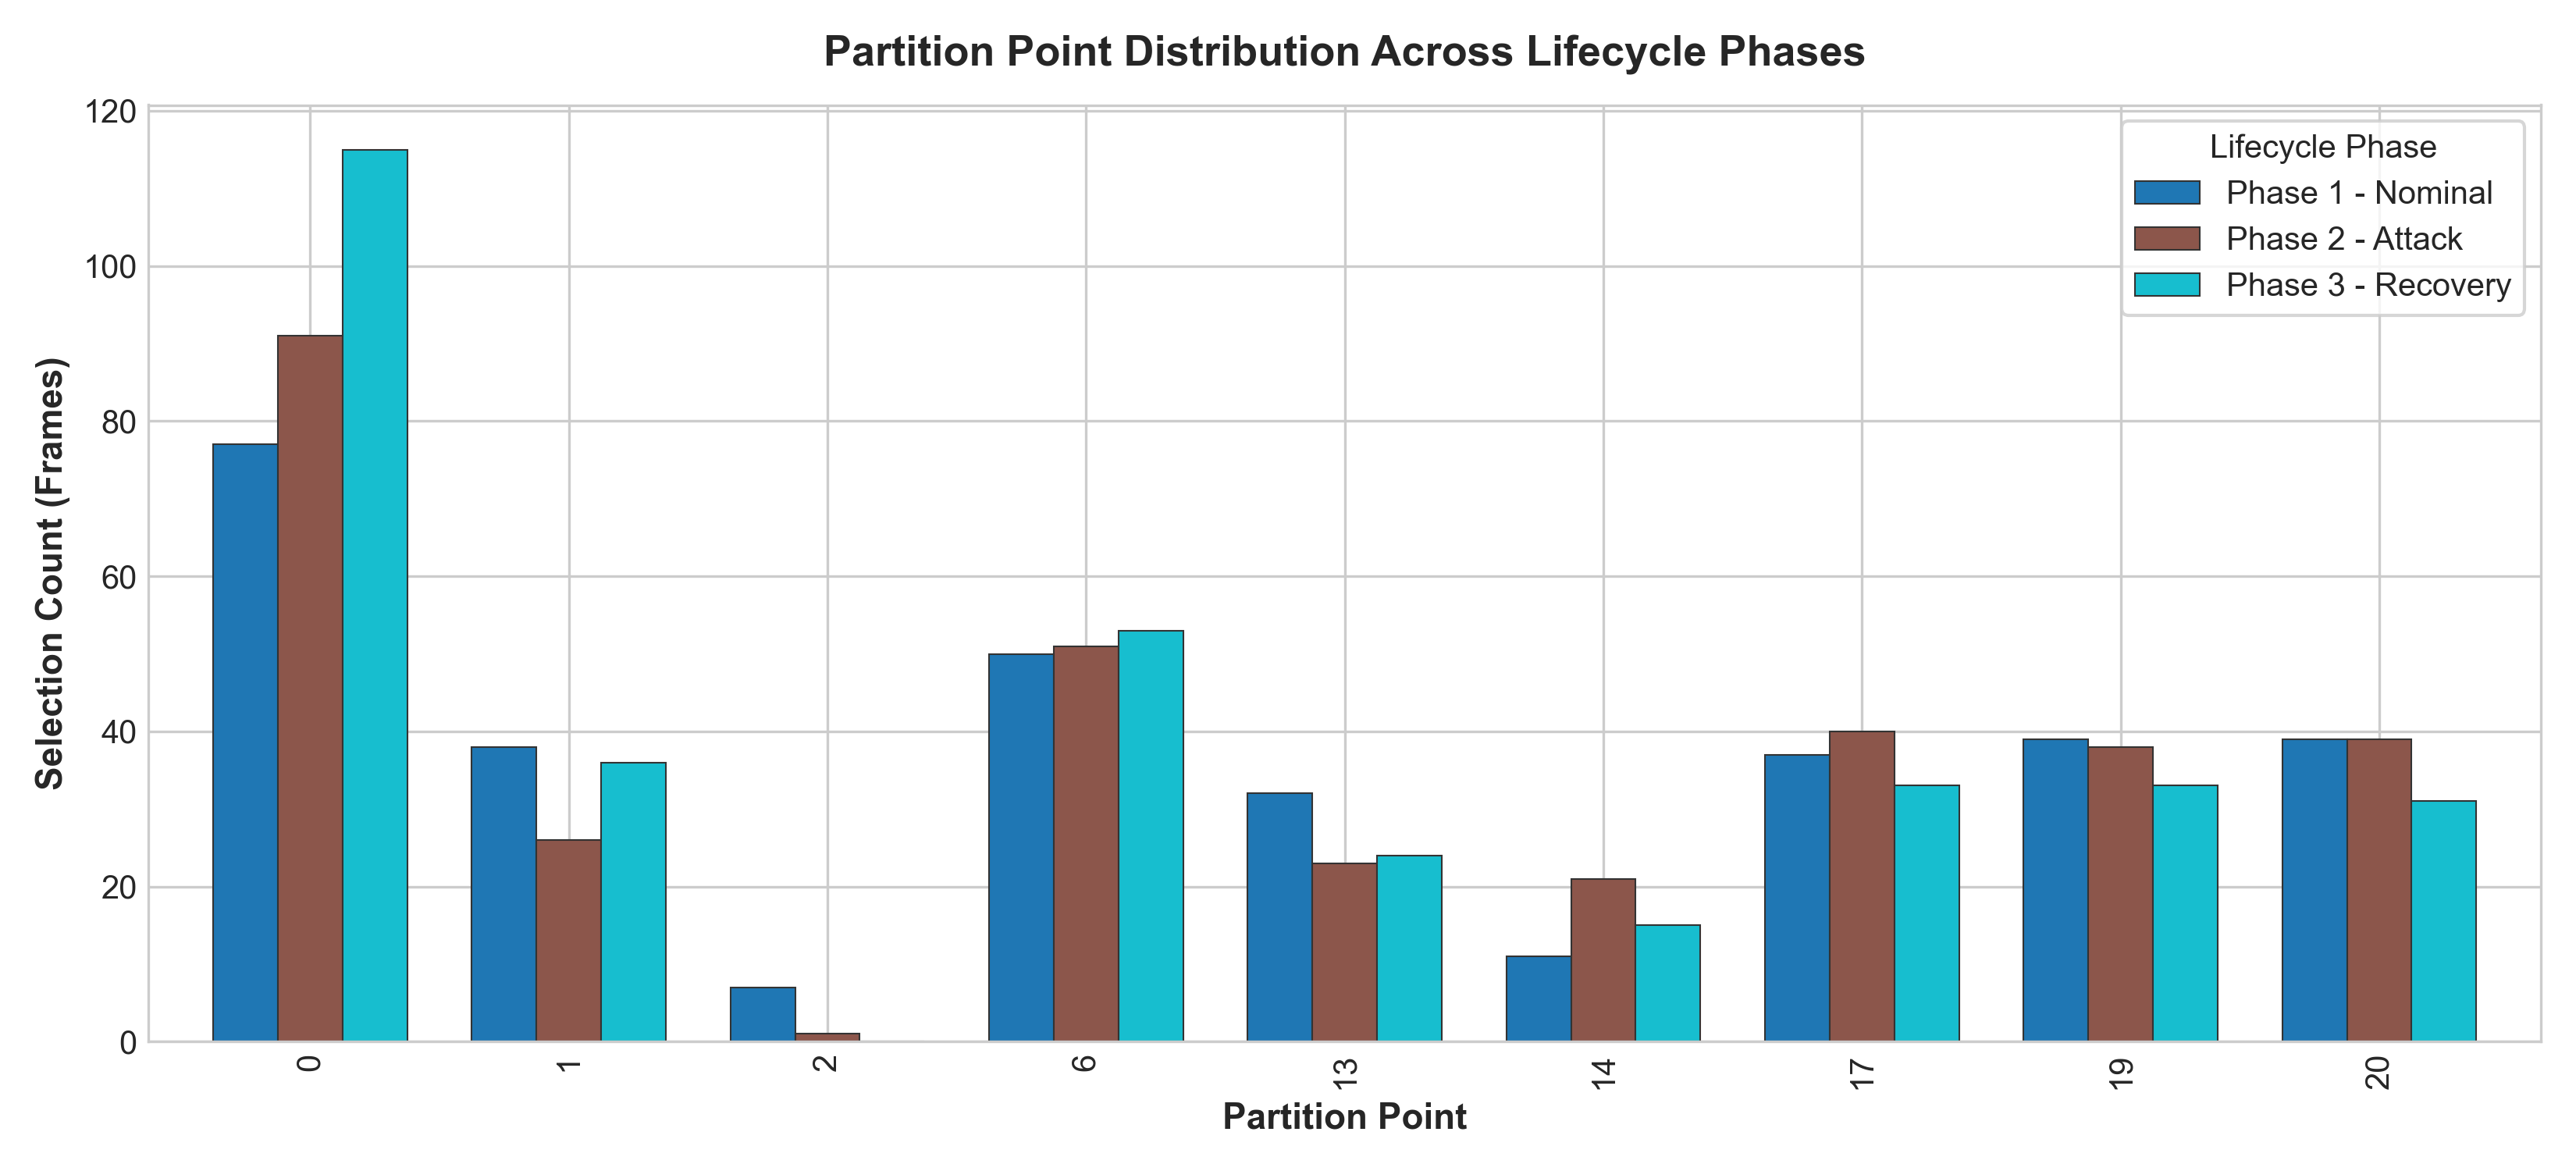 Partition Point Distribution Across Lifecycle Phases
Selection Count (Frames)
120
100
80
60
40
20
0
Lifecycle Phase
Phase 1 - Nominal
Phase 2 - Attack
Phase 3 - Recovery
0
1
2
6
13
14
17
19
20
Partition Point